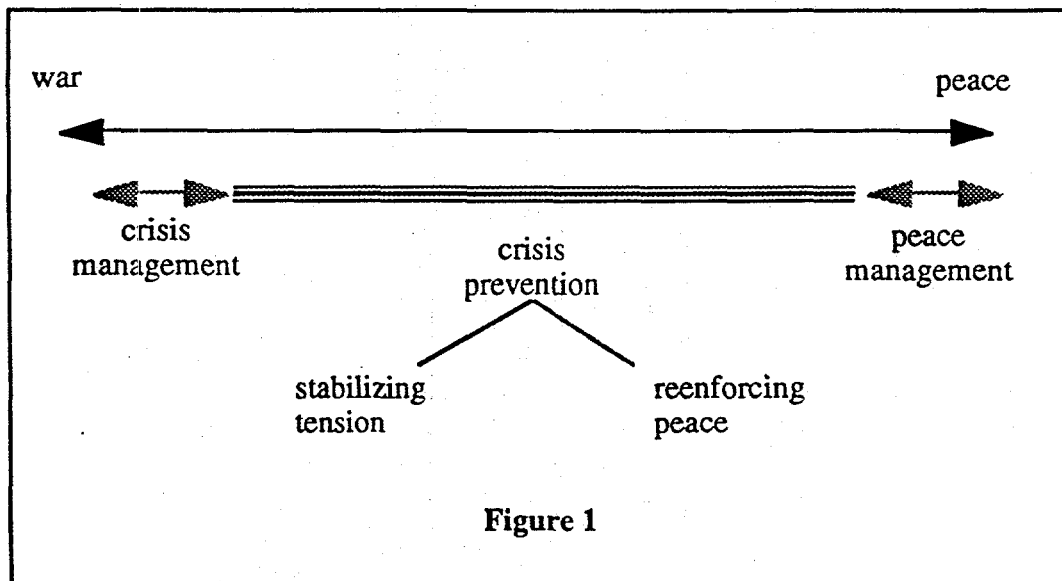 war
peace
crisis
management
crisis
prevention
peace
management
stabilizing
tension
reenforcing
peace
Figure 1